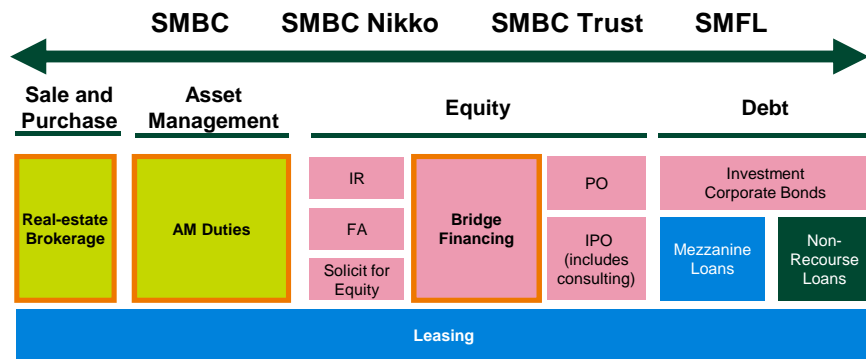 SMBC SMBC Nikko SMBC Trust SMFL
Sale and
Purchase
Asset
Management
Equity
Debt
Real-estate
Brokerage
AM Duties
IR
FA
Solicit for
Equity
Bridge
Financing
PO
IPO
(includes
consulting)
Investment
Corporate Bonds
Mezzanine
Loans
Non-
Recourse
Loans
Leasing